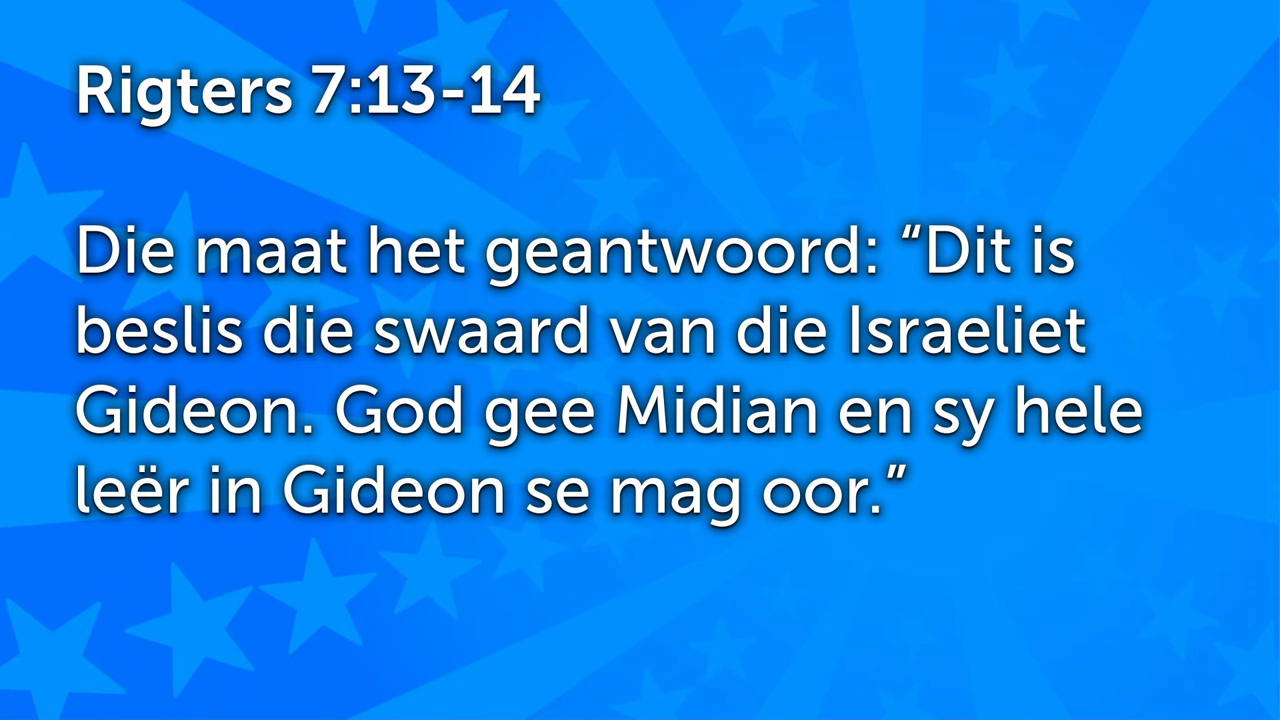 Rigters 7:13-14
Die maat het geantwoord: “Dit is
beslis die swaard van die Israeliet
Gideon. God gee Midian en sy hele
leër in Gideon se mag oor.”